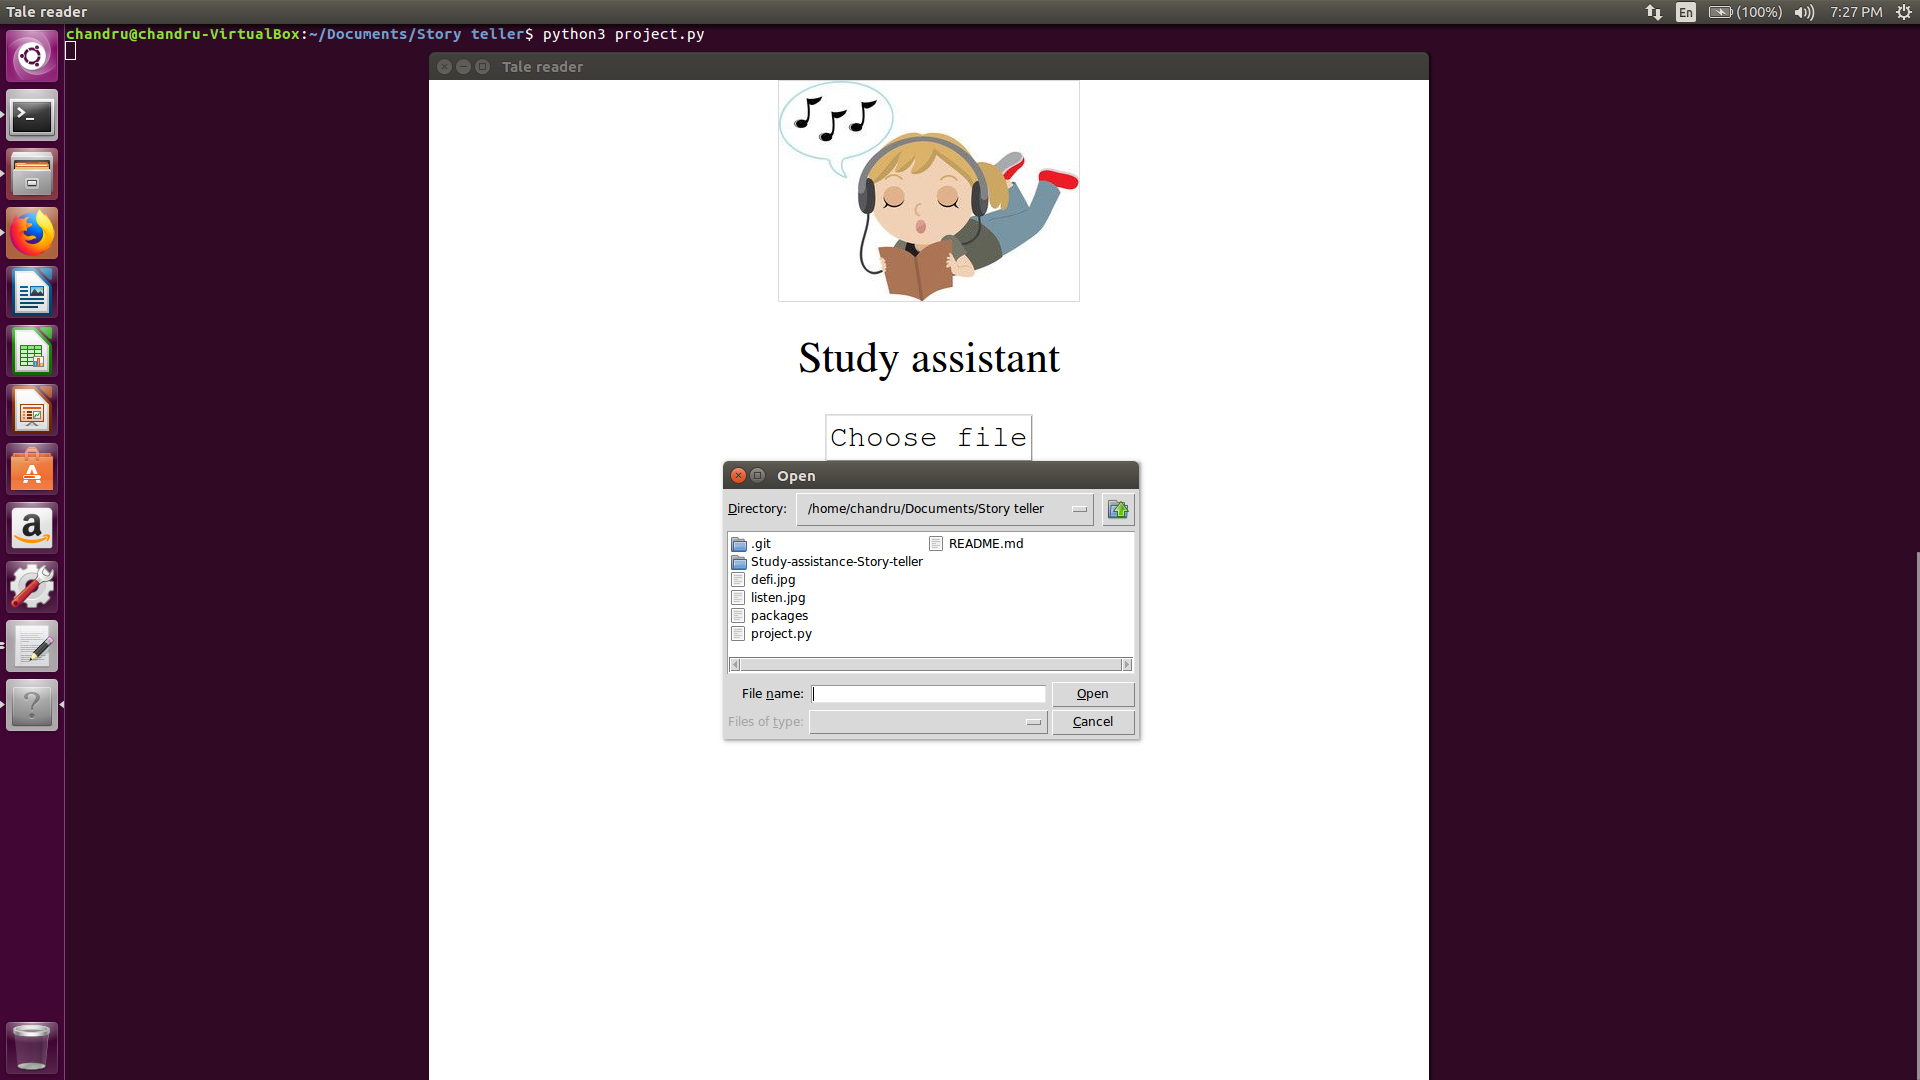 Tale reader
En
(100%)
7:27 PM
chandru@chandru-VirtualBox:~/Documents/Story teller$ python3 project.py
Tale reader
Study assistant
Choose file
Open
Directory: /home/chandru/Documents/Story teller
.git
Study-assistance-Story-teller
defi.jpg
listen.jpg
packages
project.py
README.md
File name:
Open
Files of type:
Cancel